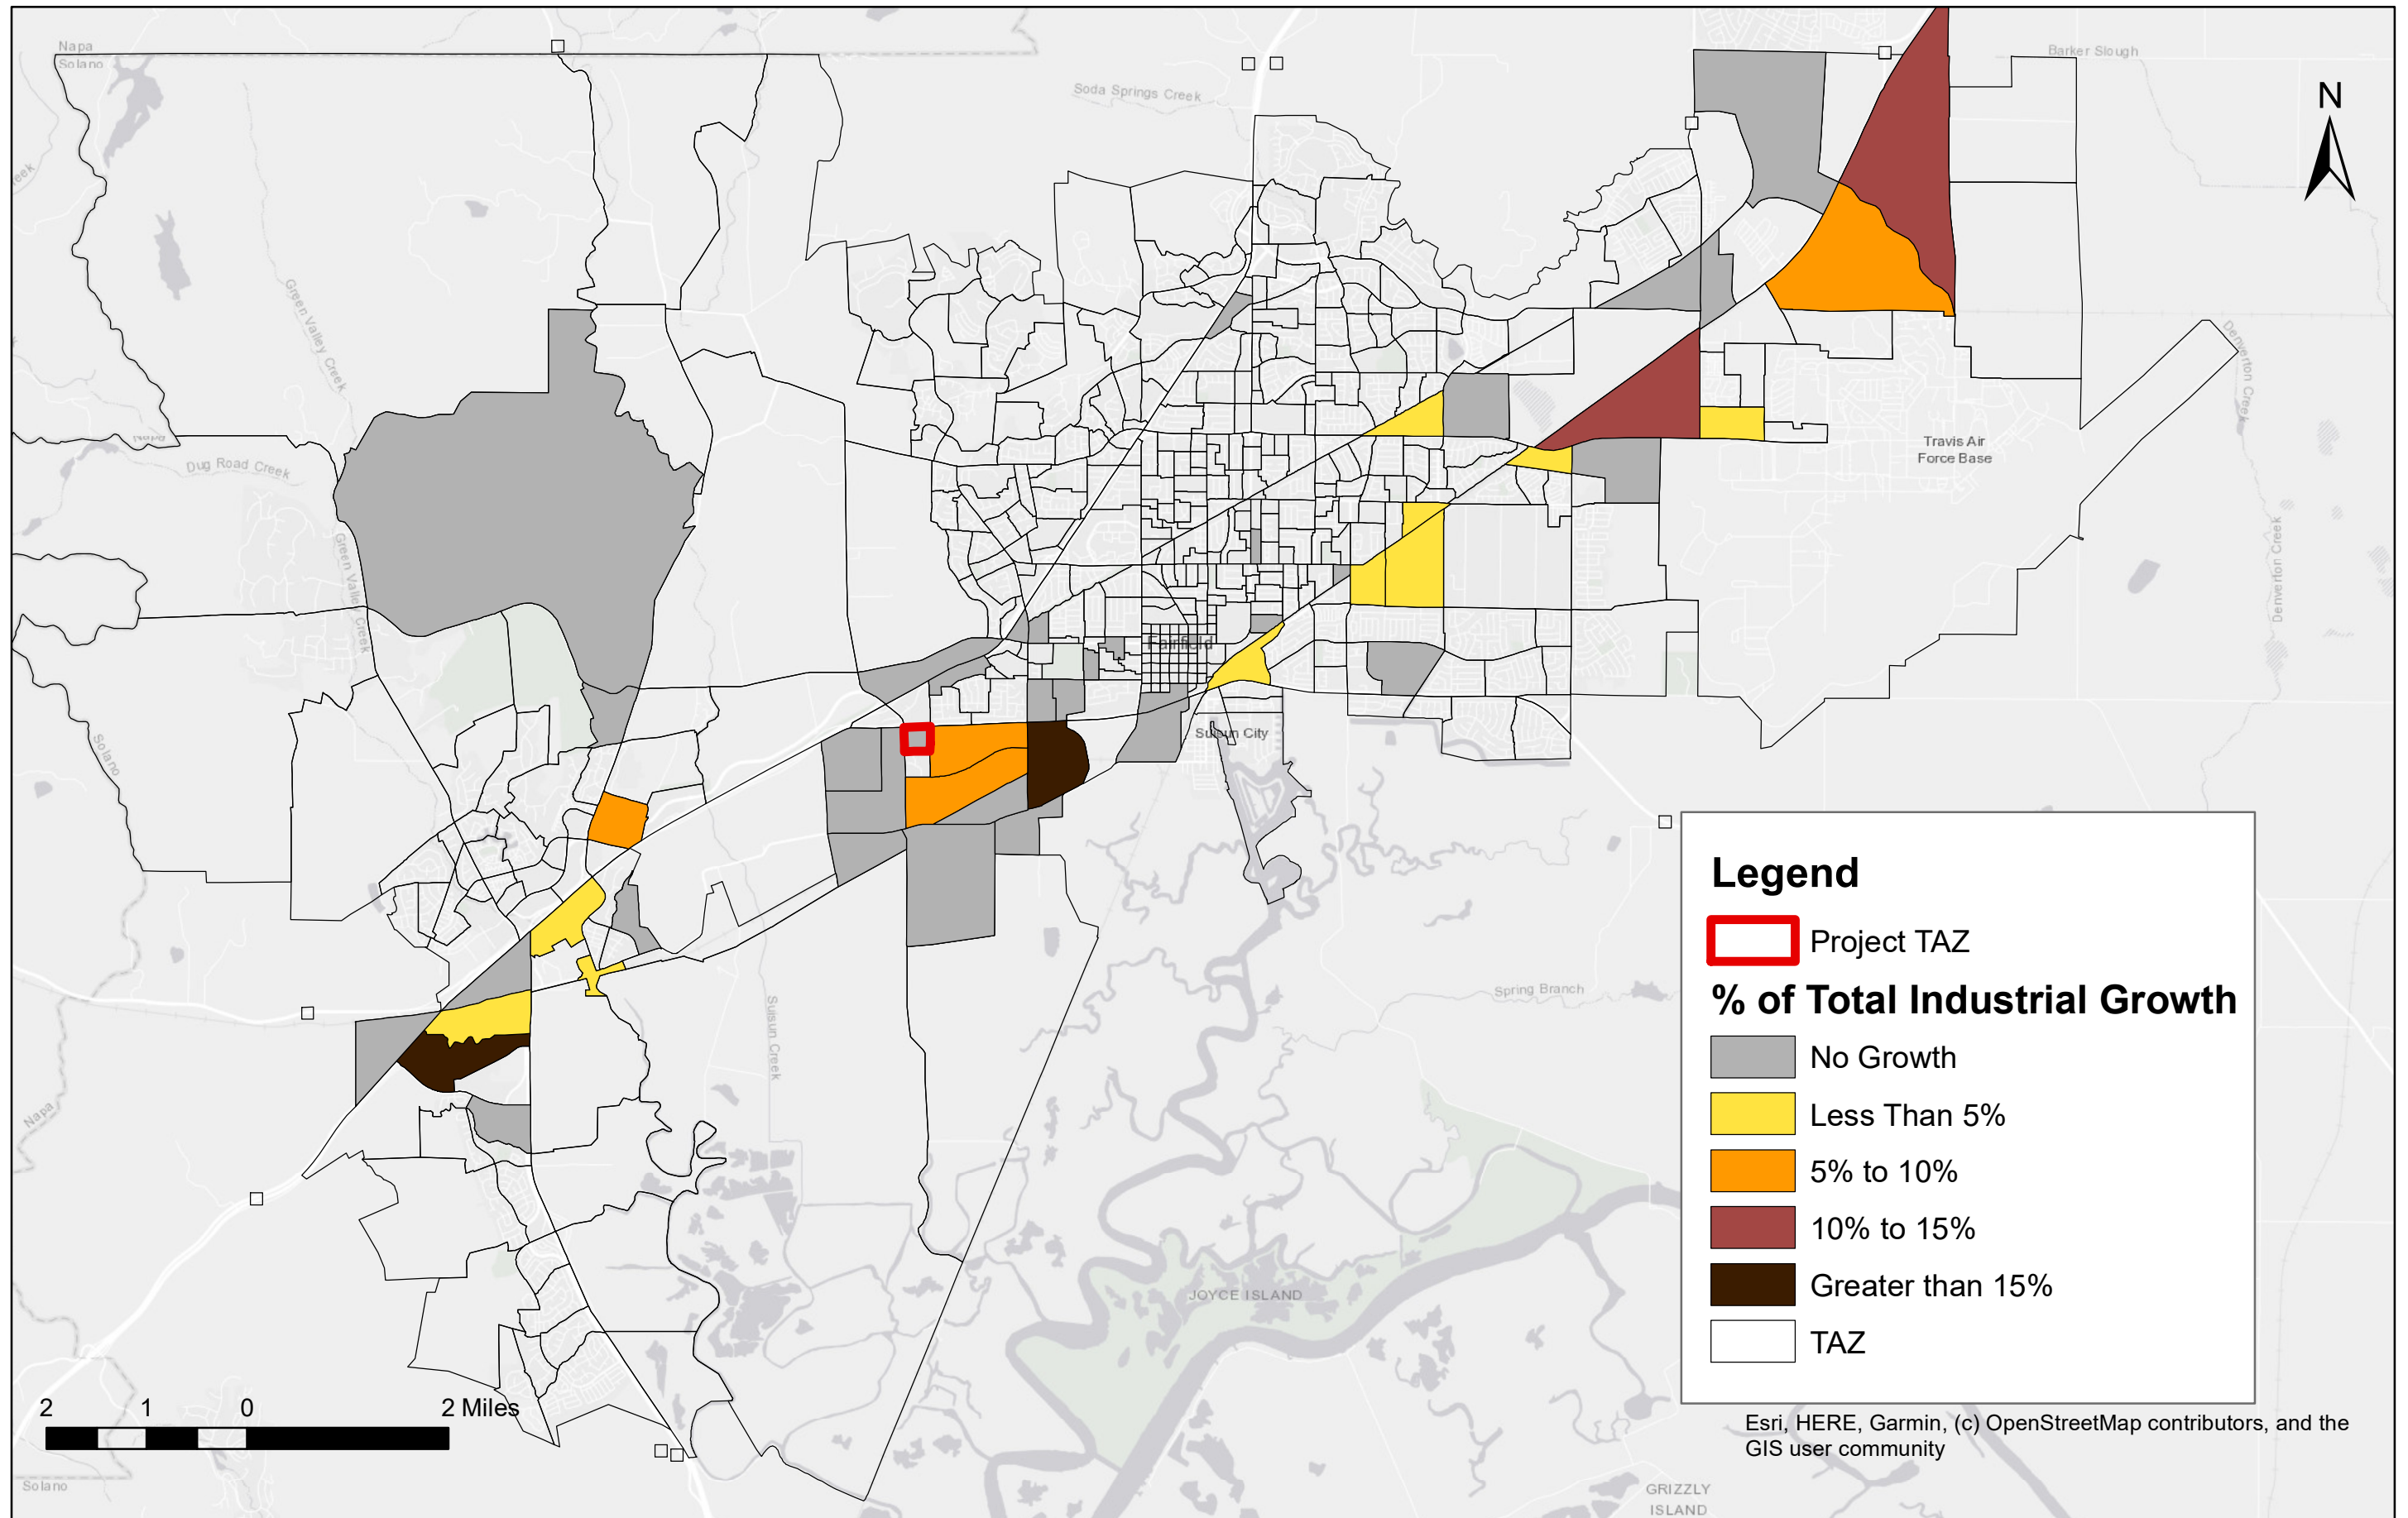 Napa
Solano
Barker Slough
Soda Springs Creek
N
Green Valley Creek
Denverton Creek
Dug Road Creek
Travis Air
Force Base
Green Valley Creek
Denverton Creek
Fairfield
Solano
Suisun City
Legend
Project TAZ
% of Total Industrial Growth
No Growth
Less Than 5%
5% to 10%
10% to 15%
Greater than 15%
TAZ
Spring Branch
Suisun Creek
Napa
JOYCE ISLAND
2 1 0 2 Miles
Esri, HERE, Garmin, (c) OpenStreetMap contributors, and the
GIS user community
Solano
GRIZZLY
ISLAND